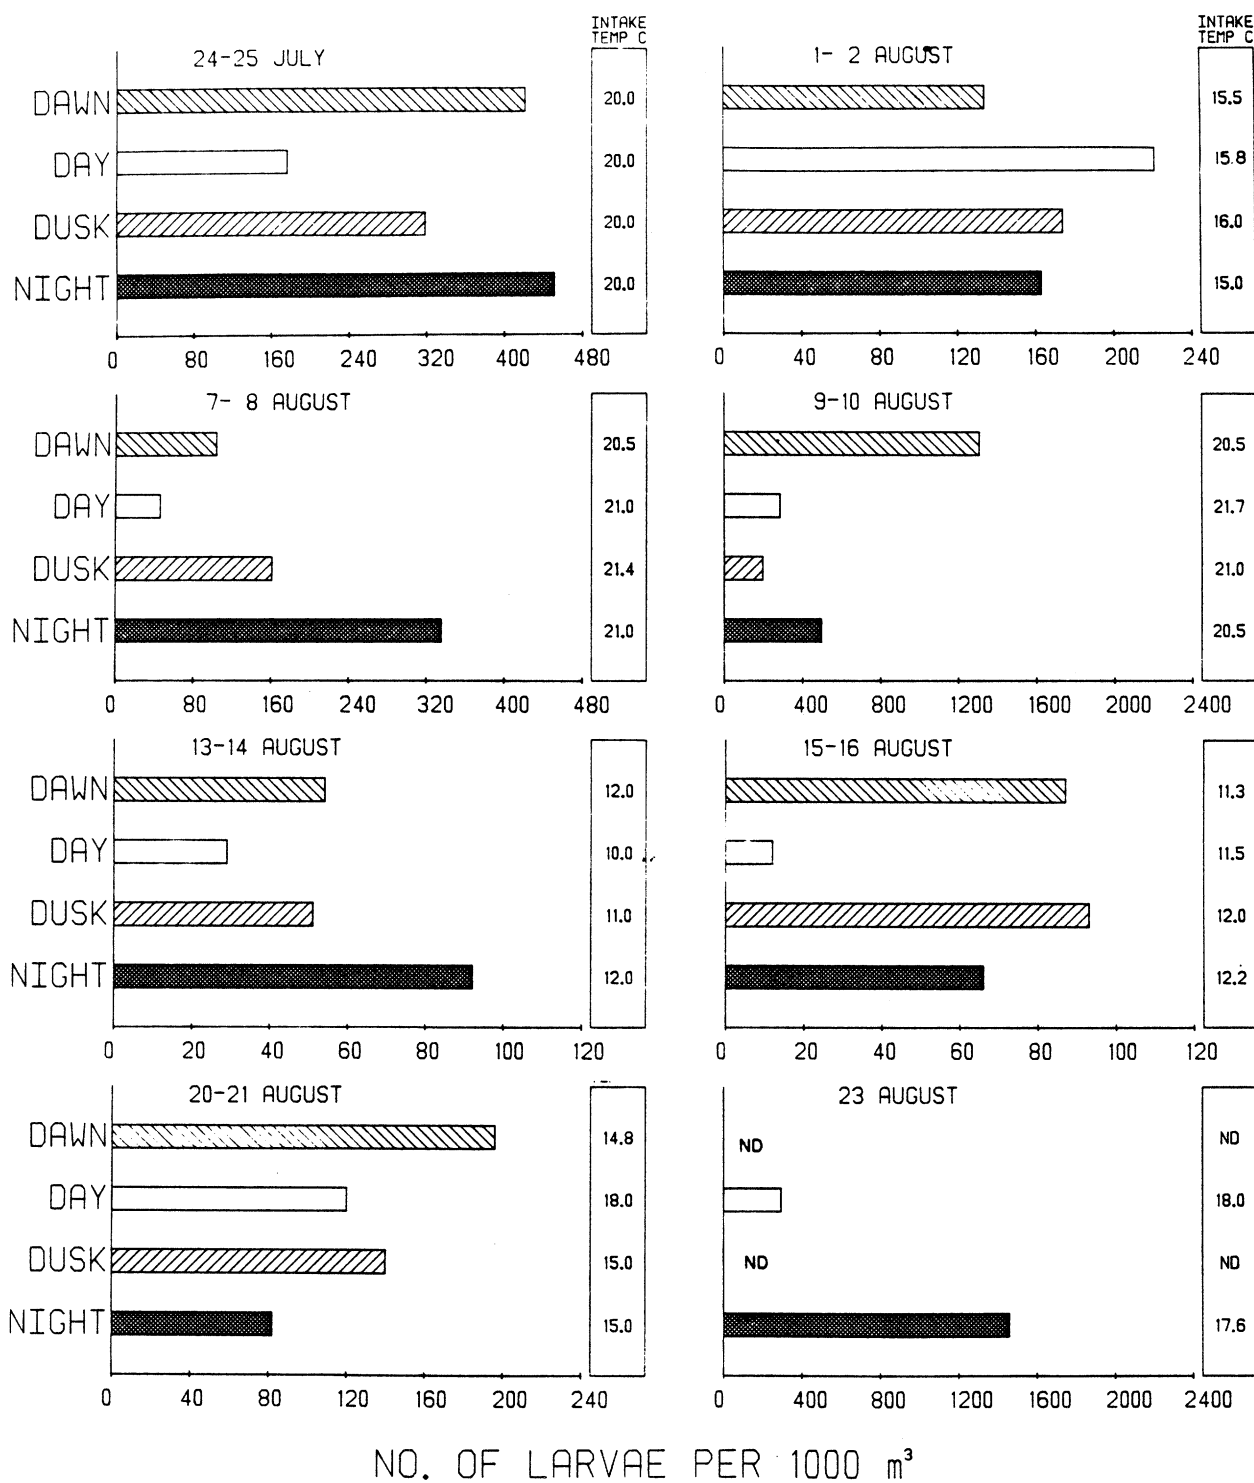 INTAKE
TEMP C
24-25 JULY
DAWN 20.0
DAY 20.0
DUSK 20.0
NIGHT 20.0
0 80 160 240 320 400 480
INTAKE
TEMP C
1- 2 AUGUST
15.5
15.8
16.0
15.0
0 40 80 120 160 200 240
7- 8 AUGUST
DAWN 20.5
DAY 21.0
DUSK 21.4
NIGHT 21.0
0 80 160 240 320 400 480
9-10 AUGUST
20.5
21.7
21.0
20.5
0 400 800 1200 1600 2000 2400
13-14 AUGUST
DAWN 12.0
DAY 10.0
DUSK 11.0
NIGHT 12.0
0 20 40 60 80 100 120
15-16 AUGUST
11.3
11.5
12.0
12.2
0 20 40 60 80 100 120
20-21 AUGUST
DAWN 14.8
DAY 18.0
DUSK 15.0
NIGHT 15.0
0 40 80 120 160 200 240
23 AUGUST
ND ND
18.0
ND ND
17.6
0 400 800 1200 1600 2000 2400
NO. OF LARVAE PER 1000 m³